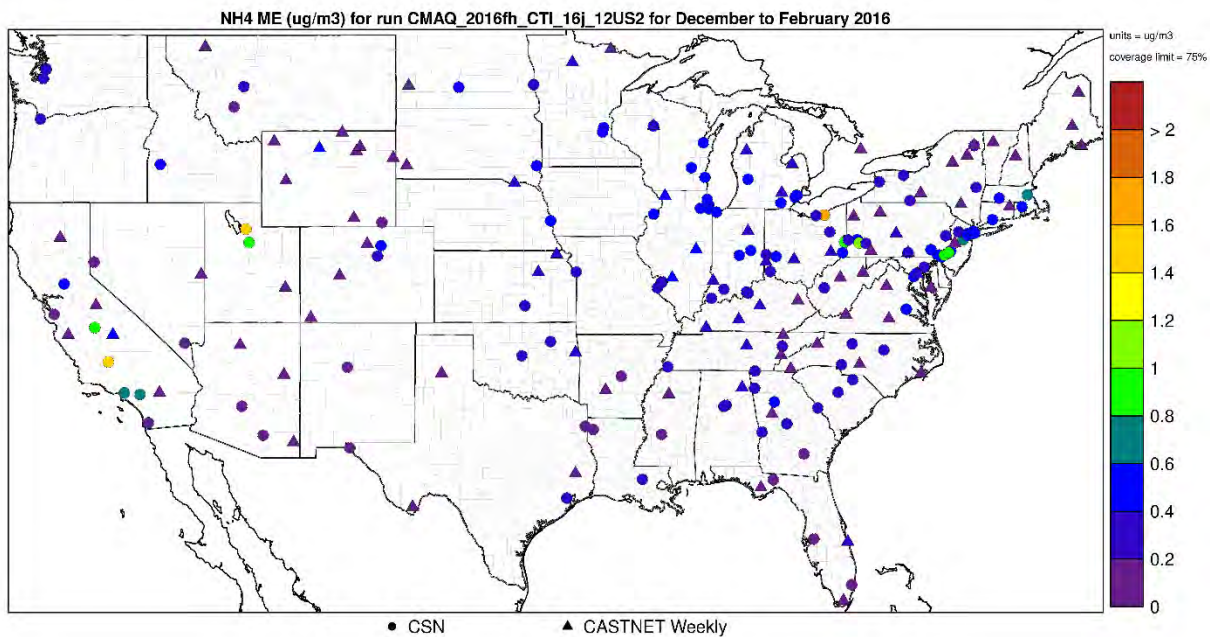 NH4 ME (ug/m3) for run CMAQ_2016fh_CTI_16j_12US2 for December to February 2016
units = ug/m3
coverage limit = 75%
> 2
1.8
1.6
1.4
1.2
1
0.8
0.6
0.4
0.2
0
CSN
CASTNET Weekly